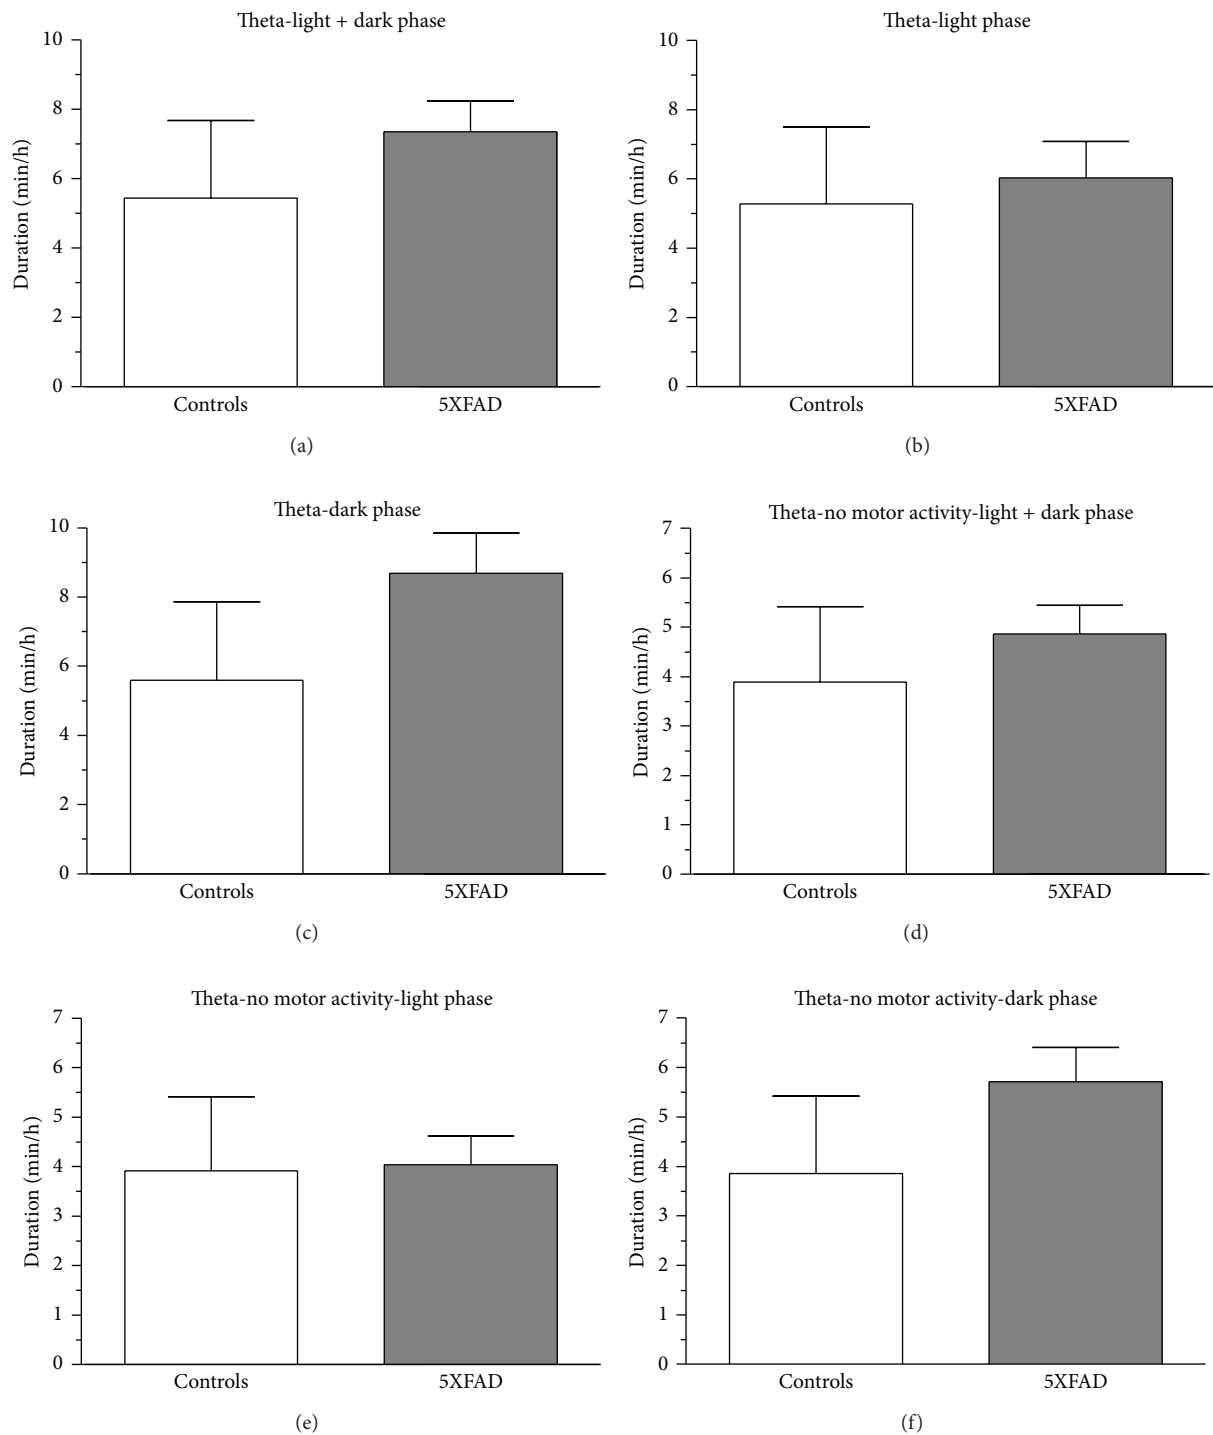 Theta-light + dark phase
10
8
6
4
2
0
Duration (min/h)
Controls 5XFAD
(a)
Theta-light phase
10
8
6
4
2
0
Duration (min/h)
Controls 5XFAD
(b)
Theta-dark phase
10
8
6
4
2
0
Duration (min/h)
Controls 5XFAD
(c)
Theta-no motor activity-light + dark phase
7
6
5
4
3
2
1
0
Duration (min/h)
Controls 5XFAD
(d)
Theta-no motor activity-light phase
7
6
5
4
3
2
1
0
Duration (min/h)
Controls 5XFAD
(e)
Theta-no motor activity-dark phase
7
6
5
4
3
2
1
0
Duration (min/h)
Controls 5XFAD
(f)